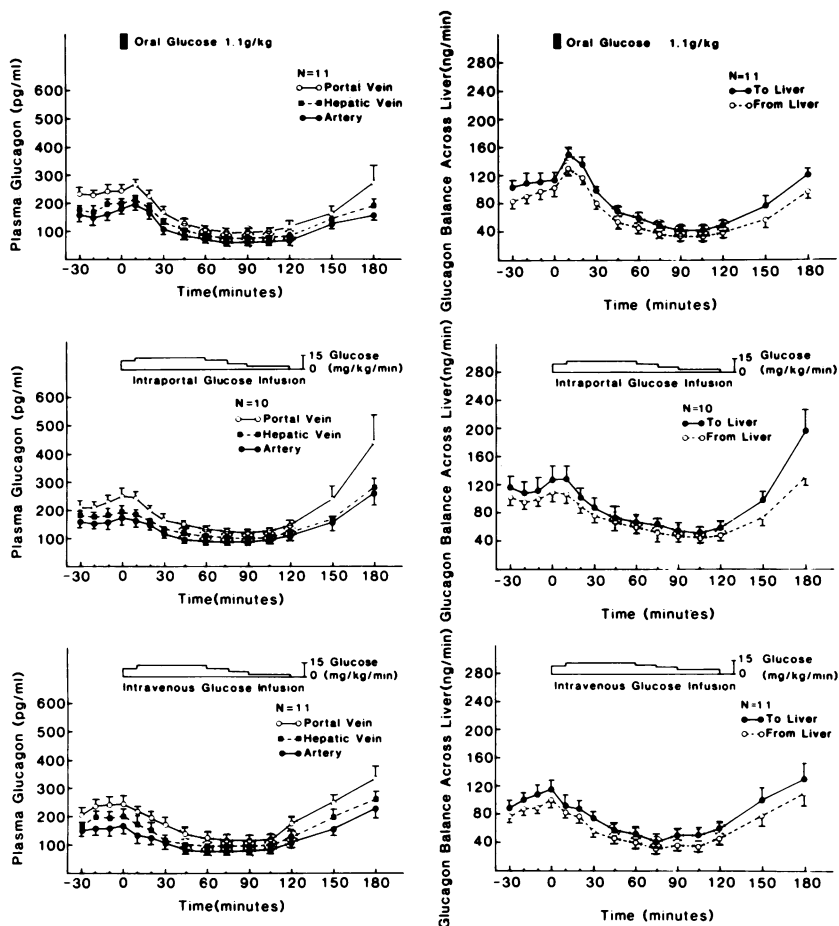 Oral Glucose 1.1g/kg
N=11
Portal Vein
Hepatic Vein
Artery
Plasma Glucagon (pg/ml)
600
500
400
300
200
100
-30 0 30 60 90 120 150 180
Time(minutes)
Oral Glucose 1.1g/kg
N=11
To Liver
From Liver
Glucagon Balance Across Liver(ng/min)
280
240
200
160
120
80
40
-30 0 30 60 90 120 150 180
Time (minutes)
15 Glucose
0 (mg/kg/min)
Intraportal Glucose Infusion
N=10
Portal Vein
Hepatic Vein
Artery
Plasma Glucagon (pg/ml)
600
500
400
300
200
100
-30 0 30 60 90 120 150 180
Time(minutes)
15 Glucose
0 (mg/kg/min)
Intraportal Glucose Infusion
N=10
To Liver
From Liver
Glucagon Balance Across Liver(ng/min)
280
240
200
160
120
80
40
-30 0 30 60 90 120 150 180
Time (minutes)
15 Glucose
0 (mg/kg/min)
Intravenous Glucose Infusion
N=11
Portal Vein
Hepatic Vein
Artery
Plasma Glucagon (pg/ml)
600
500
400
300
200
100
-30 0 30 60 90 120 150 180
Time(minutes)
15 Glucose
0 (mg/kg/min)
Intravenous Glucose Infusion
N=11
To Liver
From Liver
Glucagon Balance Across Liver(ng/min)
280
240
200
160
120
80
40
-30 0 30 60 90 120 150 180
Time (minutes)